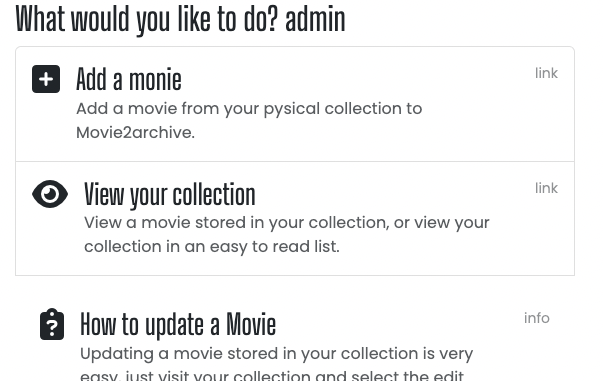 What would you like to do? admin
Add a monie
link
Add a movie from your pysical collection to
Movie2archive.
View your collection
link
View a movie stored in your collection, or view your
collection in an easy to read list.
How to update a Movie
info
Updating a movie stored in your collection is very
easy, just visit your collection and select the edit